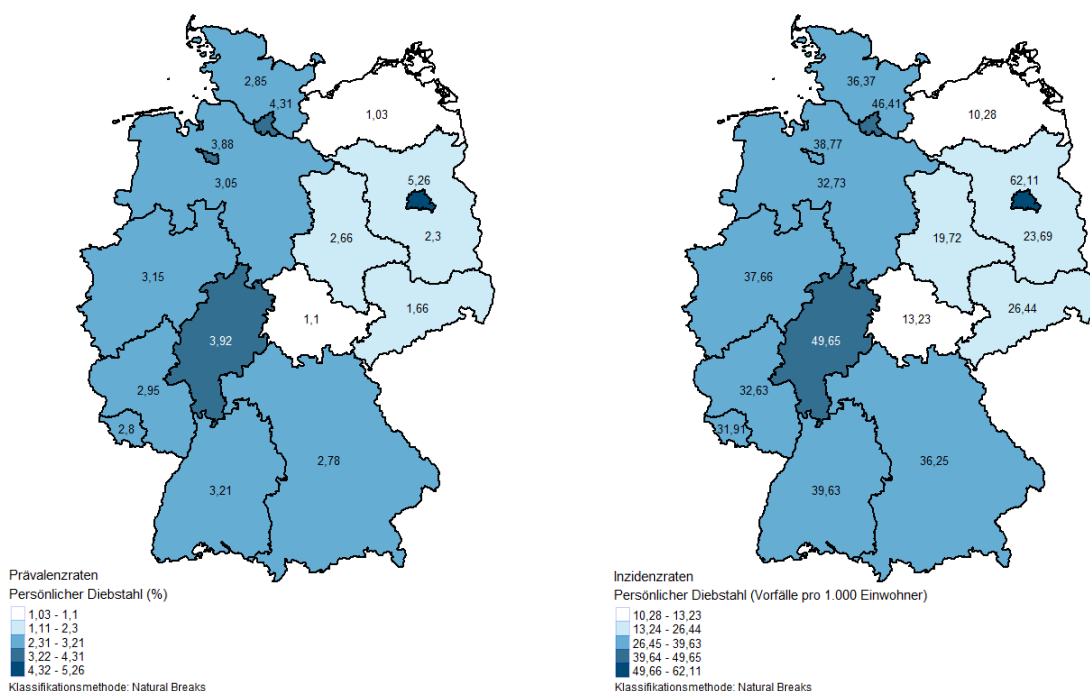 2,85
4,31
1,03
3,88
3,05
5,26
2,3
2,66
3,15
1,66
1,1
3,92
2,95
2,8
2,78
3,21
Prävalenzraten
Persönlicher Diebstahl (%)
1,03 - 1,1
1,11 - 2,3
2,31 - 3,21
3,22 - 4,31
4,32 - 5,26
Klassifikationsmethode: Natural Breaks
36,37
46,41
10,28
38,77
32,73
62,11
23,69
19,72
37,66
26,44
13,23
49,65
32,63
31,91
36,25
39,63
Inzidenzraten
Persönlicher Diebstahl (Vorfälle pro 1.000 Einwohner)
10,28 - 13,23
13,24 - 26,44
26,45 - 39,63
39,64 - 49,65
49,66 - 62,11
Klassifikationsmethode: Natural Breaks